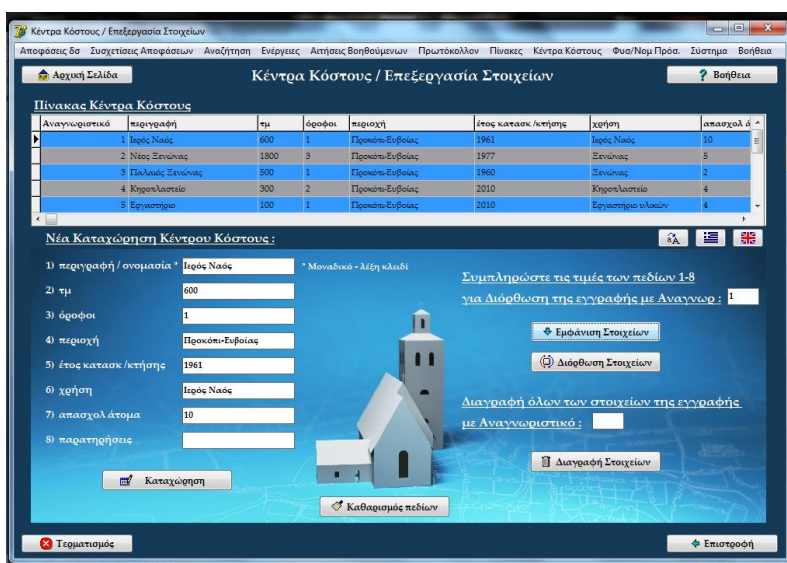 Κέντρα Κόστους / Επεξεργασία Στοιχείων
Αποφάσεις δσ Συσχετίσεις Αποφάσεων Αναζήτηση Ενέργειες Αιτήσεις Βοηθούμενων Πρωτόκολλον Πίνακες Κέντρα Κόστους Φυσ/Νομ Πρόσ. Σύστημα Βοήθεια
Αρχική Σελίδα Κέντρα Κόστους / Επεξεργασία Στοιχείων ? Βοήθεια
Πίνακας Κέντρα Κόστους
Αναγνωριστικό περιγραφή τμ όροφοι περιοχή έτος κατασκ /κτήσης χρήση απασχολ ά
1 Ιερός Ναός 600 1 Προκόπι-Ευβοίας 1961 Ιερός Ναός 10
2 Νέος Ξενώνας 1800 3 Προκόπι-Ευβοίας 1977 Ξενώνας 5
3 Παλαιός Ξενώνας 500 1 Προκόπι-Ευβοίας 1960 Ξενώνας 2
4 Κηροπλαστείο 300 2 Προκόπι-Ευβοίας 2010 Κηροπλαστείο 4
5 Εργαστήριο 100 1 Προκόπι-Ευβοίας 2010 Εργαστήριο υλικών 4
Νέα Καταχώρηση Κέντρου Κόστους :
1) περιγραφή / ονομασία * Ιερός Ναός * Μοναδικό - λέξη κλειδί
2) τμ 600
3) όροφοι 1
4) περιοχή Προκόπι-Ευβοίας
5) έτος κατασκ /κτήσης 1961
6) χρήση Ιερός Ναός
7) απασχολ άτομα 10
8) παρατηρήσεις
Καταχώρηση
Συμπληρώστε τις τιμές των πεδίων 1-8
για Διόρθωση της εγγραφής με Αναγνωρ : 1
Εμφάνιση Στοιχείων
Διόρθωση Στοιχείων
Διαγραφή όλων των στοιχείων της εγγραφής
με Αναγνωριστικό :
Διαγραφή Στοιχείων
Καθαρισμός πεδίων
Τερματισμός Επιστροφή